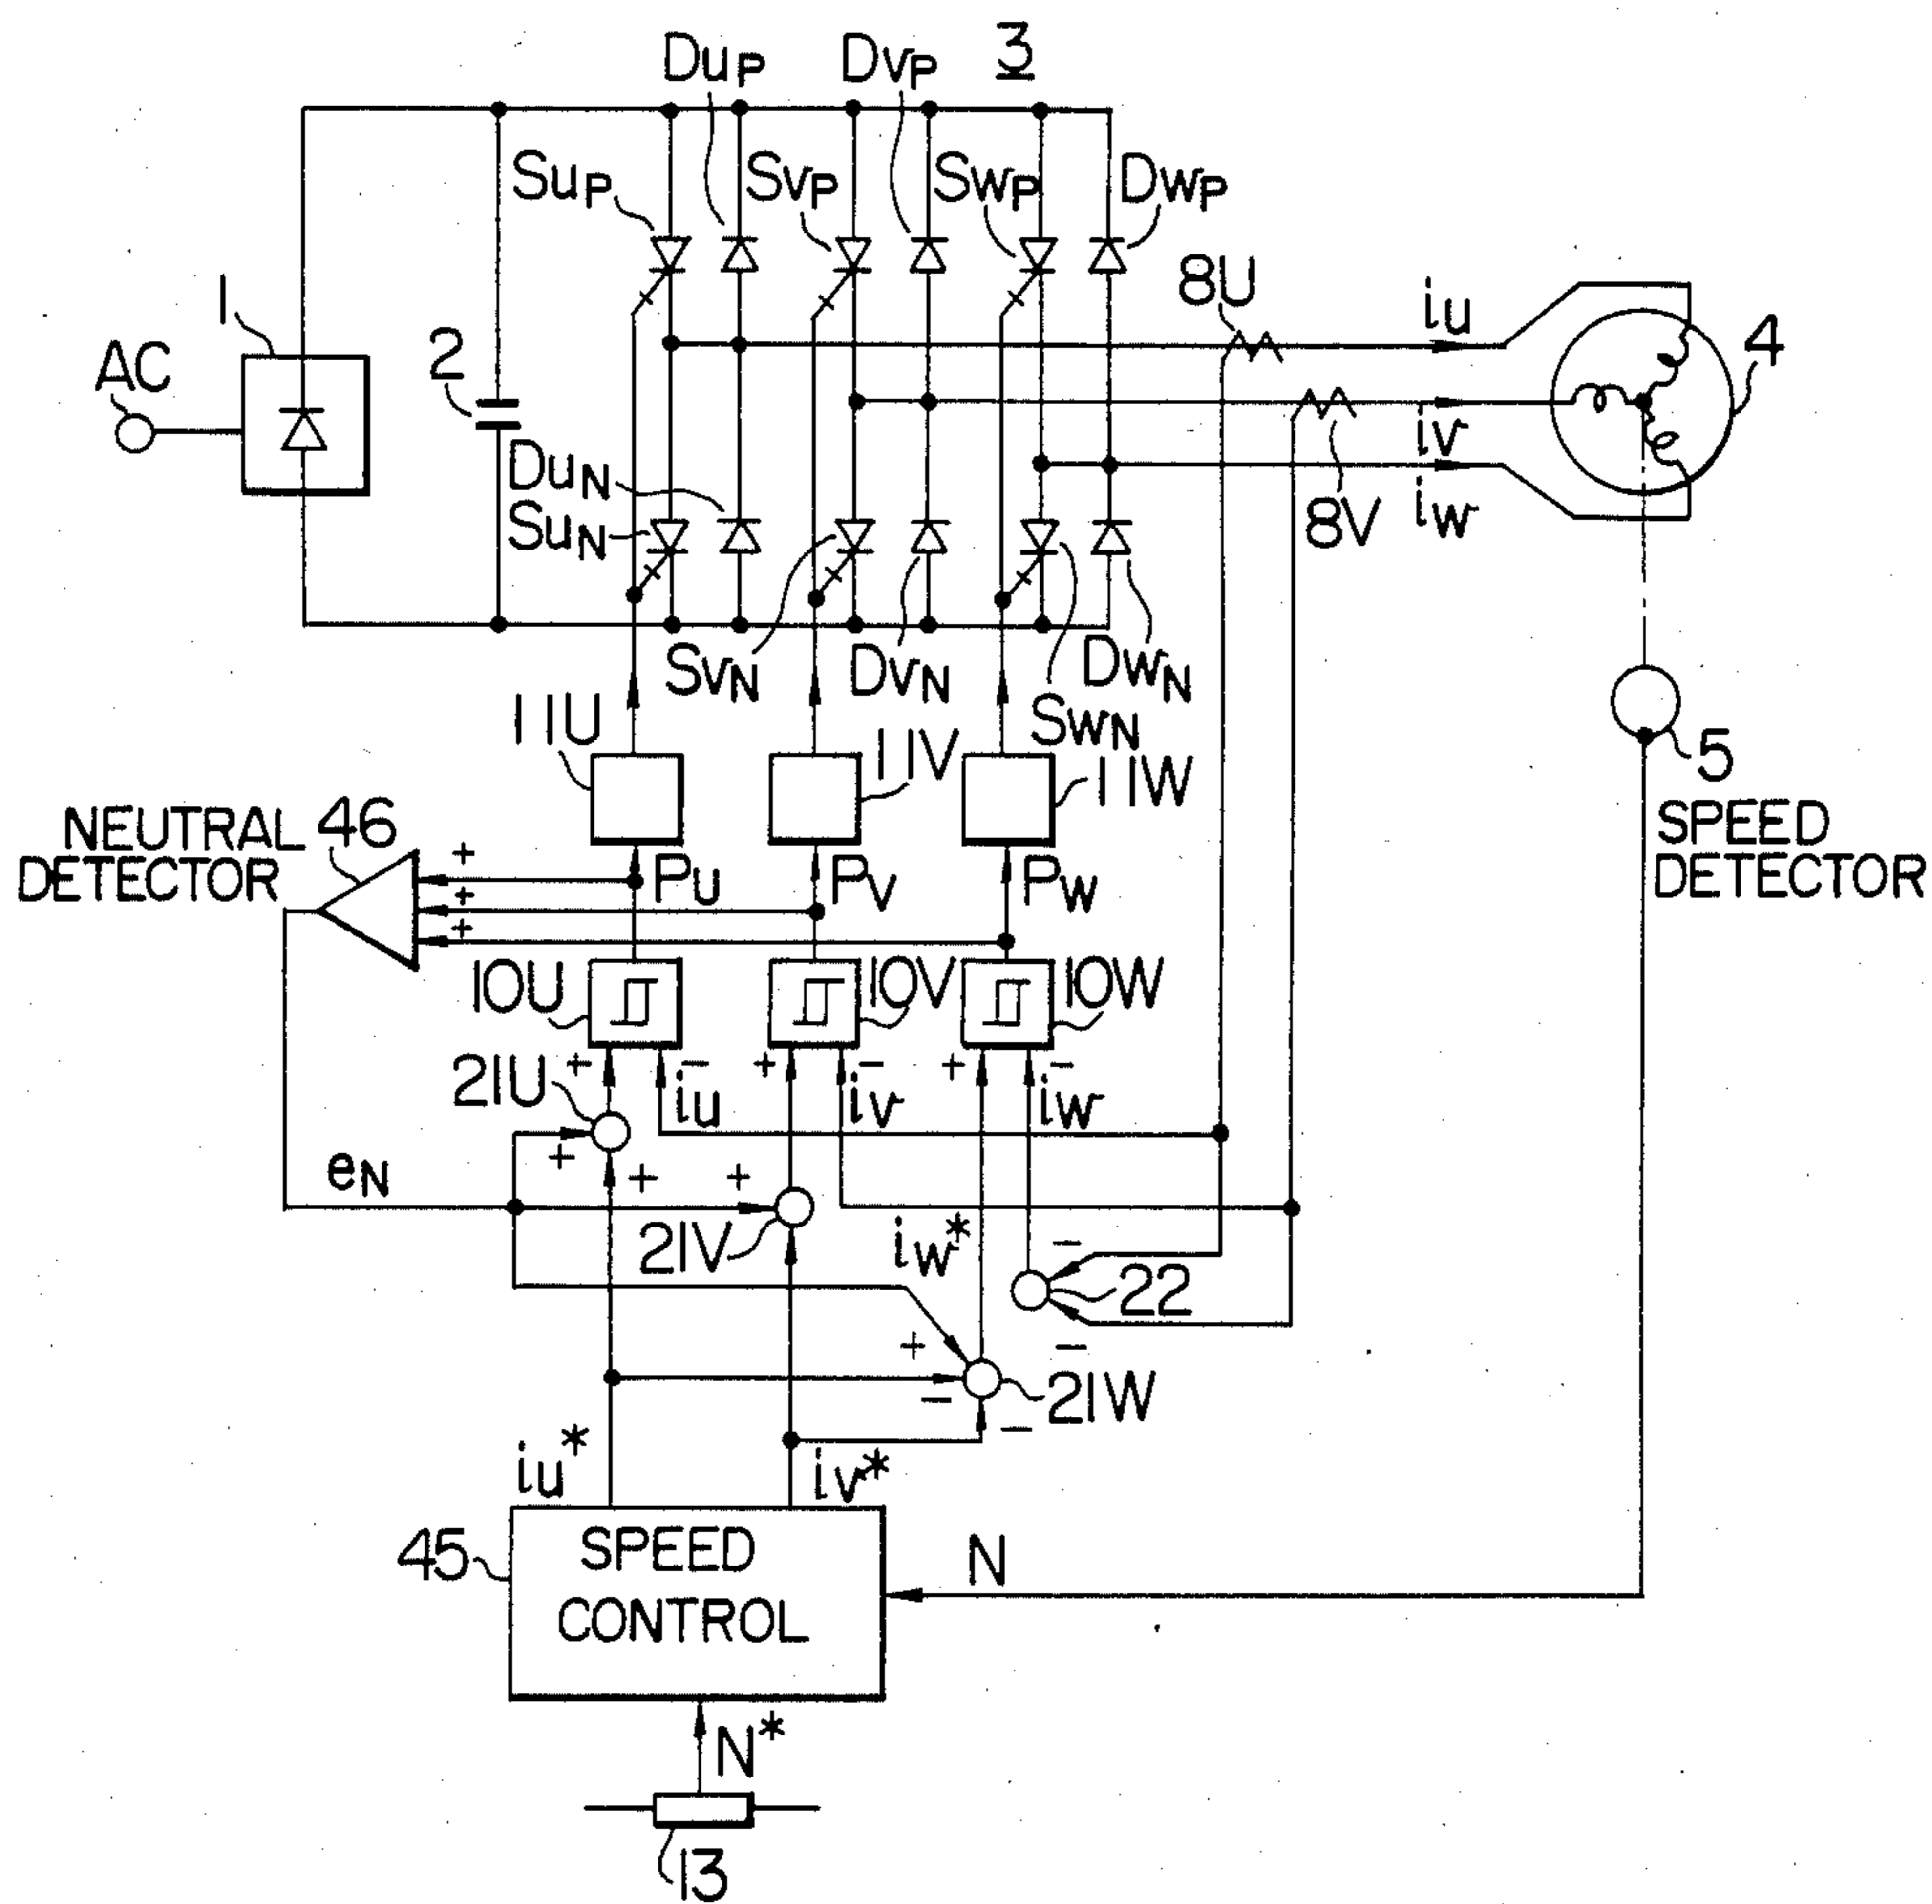 3
DuP DvP
SuP SvP SwP DwP
8U
iu
1
AC
2
4
iv
DuN
SuN
8V
iw
SvN DvN DwN
SwN
11U 11V 11W
5
SPEED
DETECTOR
NEUTRAL
DETECTOR
46
+
+
+
PU PV PW
10U 10V 10W
+ - + - + -
21U
iu iv iw
+ +
eN
+
21V
iw*
-
22
+ -
21W
- -
iu* iv*
45
SPEED
CONTROL
N
N*
13